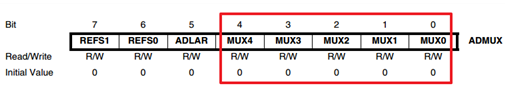 Bit 7 6 5 4 3 2 1 0
REFS1 REFS0 ADLAR MUX4 MUX3 MUX2 MUX1 MUX0 ADMUX
Read/Write R/W R/W R/W R/W R/W R/W R/W R/W
Initial Value 0 0 0 0 0 0 0 0